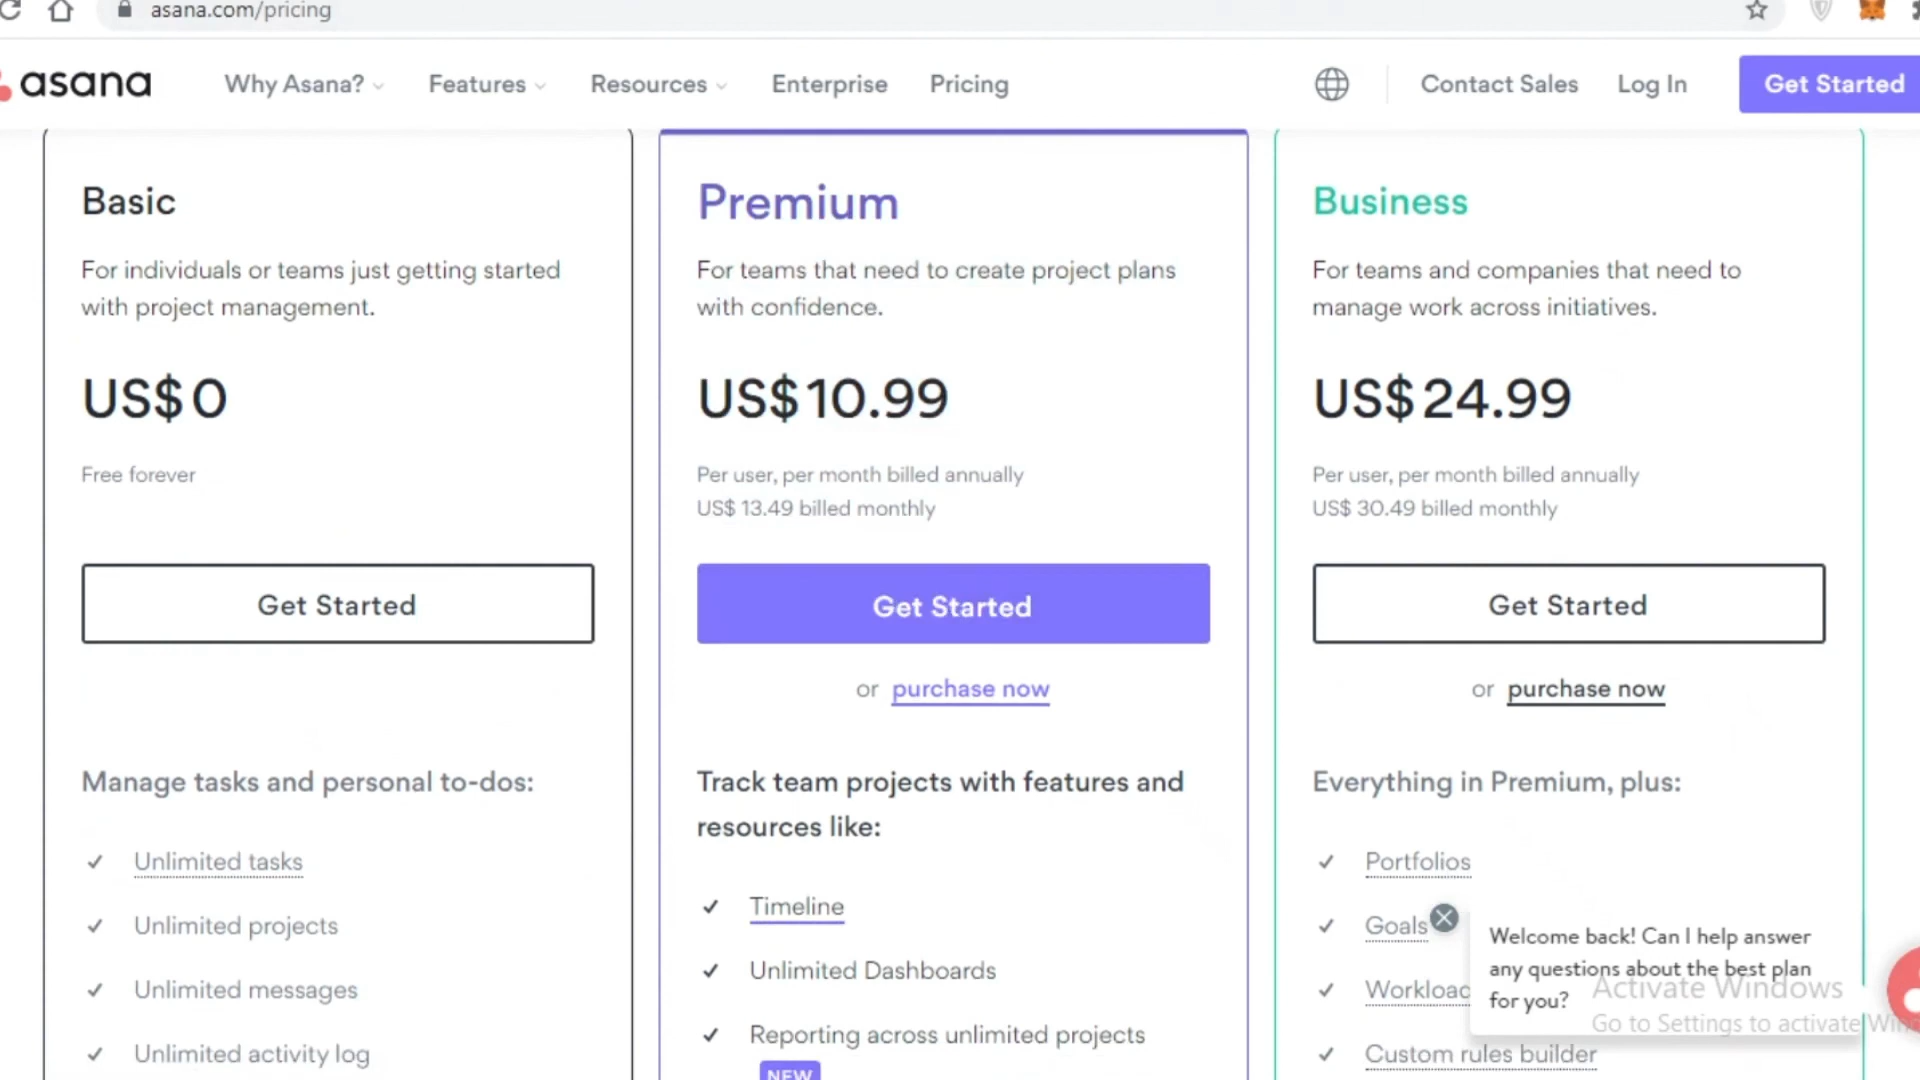 asana.com/pricing
asana
Why Asana?
Features
Resources
Enterprise
Pricing
Contact Sales
Log In
Get Started
Basic
For individuals or teams just getting started
with project management.
US$0
Free forever
Get Started
Manage tasks and personal to-dos:
Unlimited tasks
Unlimited projects
Unlimited messages
Unlimited activity log
Premium
For teams that need to create project plans
with confidence.
US$10.99
Per user, per month billed annually
US$ 13.49 billed monthly
Get Started
or purchase now
Track team projects with features and
resources like:
Timeline
Unlimited Dashboards
Reporting across unlimited projects
NEW
Business
For teams and companies that need to
manage work across initiatives.
US$24.99
Per user, per month billed annually
US$ 30.49 billed monthly
Get Started
or purchase now
Everything in Premium, plus:
Portfolios
Goals
Workload
Custom rules builder
Welcome back! Can I help answer
any questions about the best plan
for you?
Activate Windows
Go to Settings to activate Win